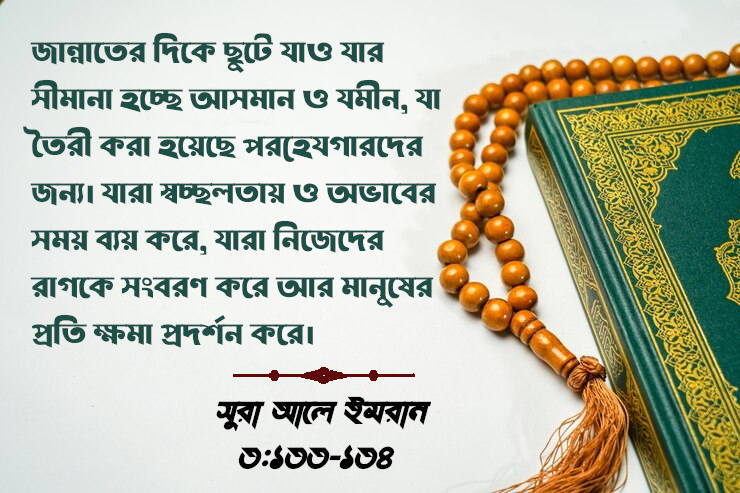 জান্নাতের দিকে ছুটে যাও যার
সীমানা হচ্ছে আসমান ও যমীন, যা
তৈরী করা হয়েছে পরহেযগারদের
জন্য। যারা স্বচ্ছলতায় ও অভাবের
সময় ব্যয় করে, যারা নিজেদের
রাগকে সংবরণ করে আর মানুষের
প্রতি ক্ষমা প্রদর্শন করে।
সুরা আলে ইমরান
৩:১৩৩-১৩৪